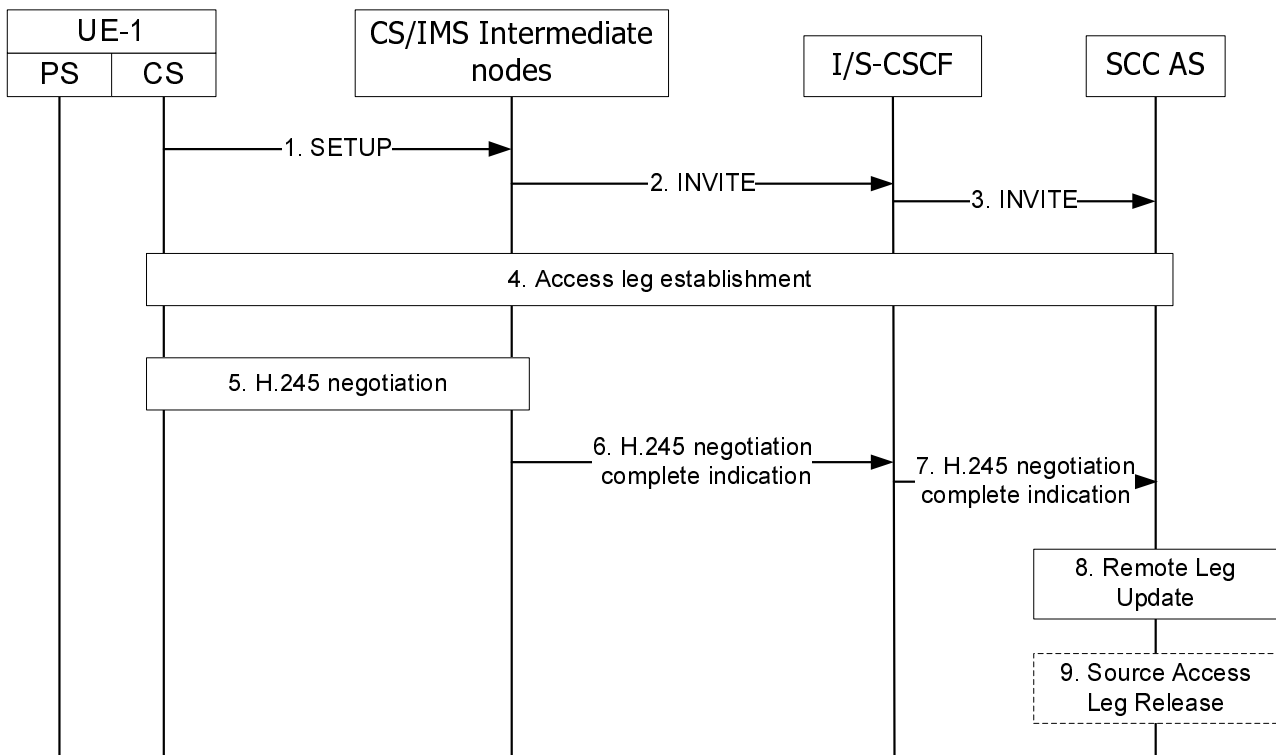 UE-1
PS
CS
CS/IMS Intermediate
nodes
I/S-CSCF
SCC AS
1. SETUP
2. INVITE
3. INVITE
4. Access leg establishment
5. H.245 negotiation
6. H.245 negotiation
complete indication
7. H.245 negotiation
complete indication
8. Remote Leg
Update
9. Source Access
Leg Release